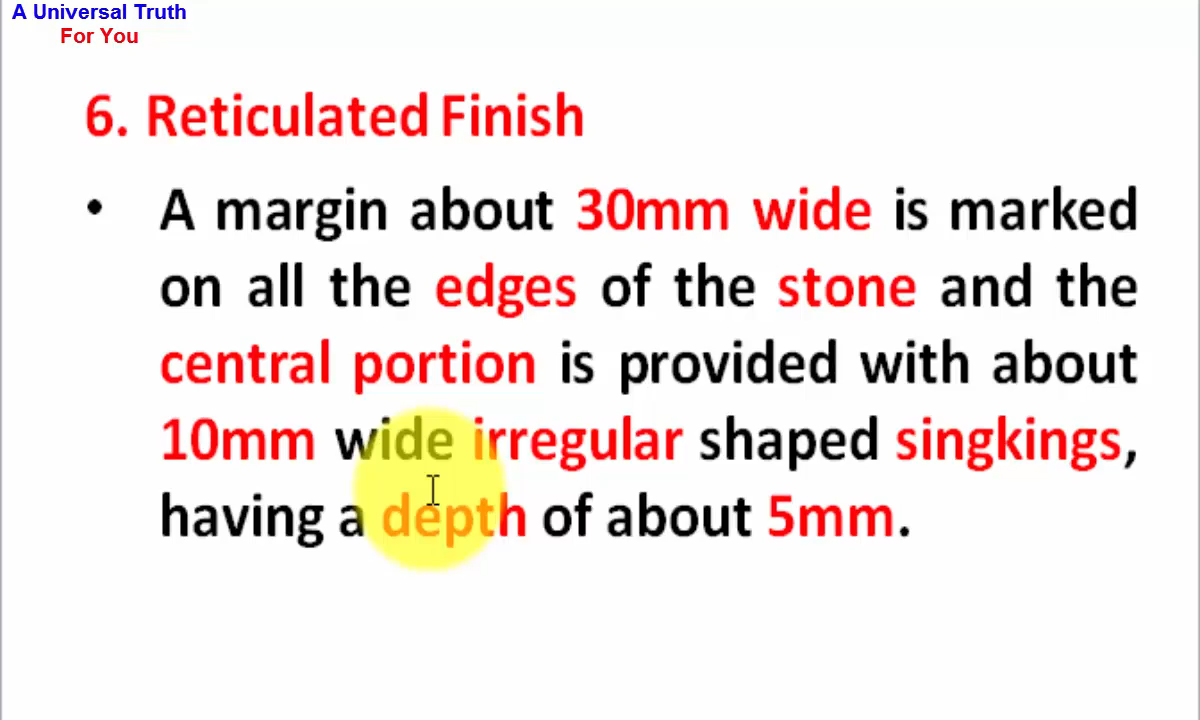 A Universal Truth
For You
6. Reticulated Finish
• A margin about 30mm wide is marked
on all the edges of the stone and the
central portion is provided with about
10mm wide irregular shaped singkings,
having a depth of about 5mm.